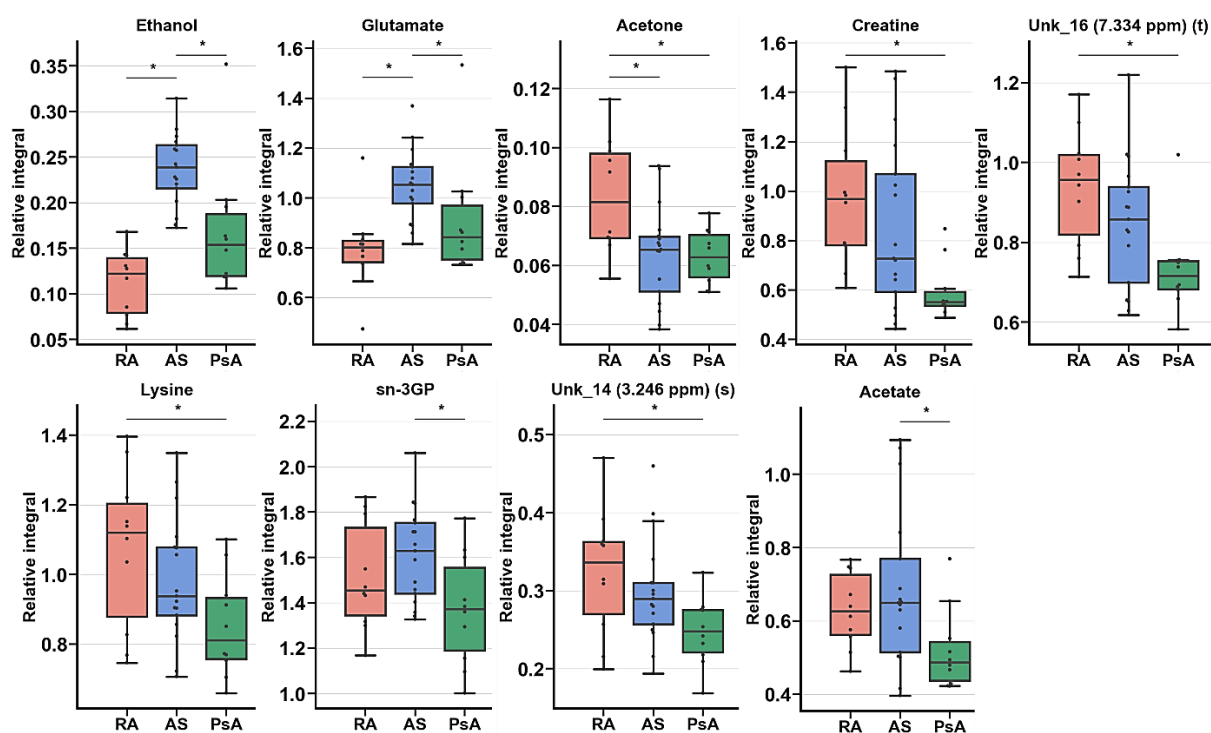 Ethanol
Glutamate
Acetone
Creatine
Unk_16 (7.334 ppm) (t)
Relative integral
0.35
0.30
0.25
0.20
0.15
0.10
0.05
*
*
RA AS PsA
Relative integral
1.6
1.4
1.2
1.0
0.8
0.6
*
*
RA AS PsA
Relative integral
0.12
0.10
0.08
0.06
0.04
*
*
RA AS PsA
Relative integral
1.6
1.4
1.2
1.0
0.8
0.6
0.4
*
RA AS PsA
Relative integral
1.2
1.0
0.8
0.6
*
RA AS PsA
Lysine
sn-3GP
Unk_14 (3.246 ppm) (s)
Acetate
Relative integral
1.4
1.2
1.0
0.8
*
RA AS PsA
Relative integral
2.2
2.0
1.8
1.6
1.4
1.2
1.0
*
RA AS PsA
Relative integral
0.5
0.4
0.3
0.2
*
RA AS PsA
Relative integral
1.0
0.8
0.6
0.4
*
RA AS PsA